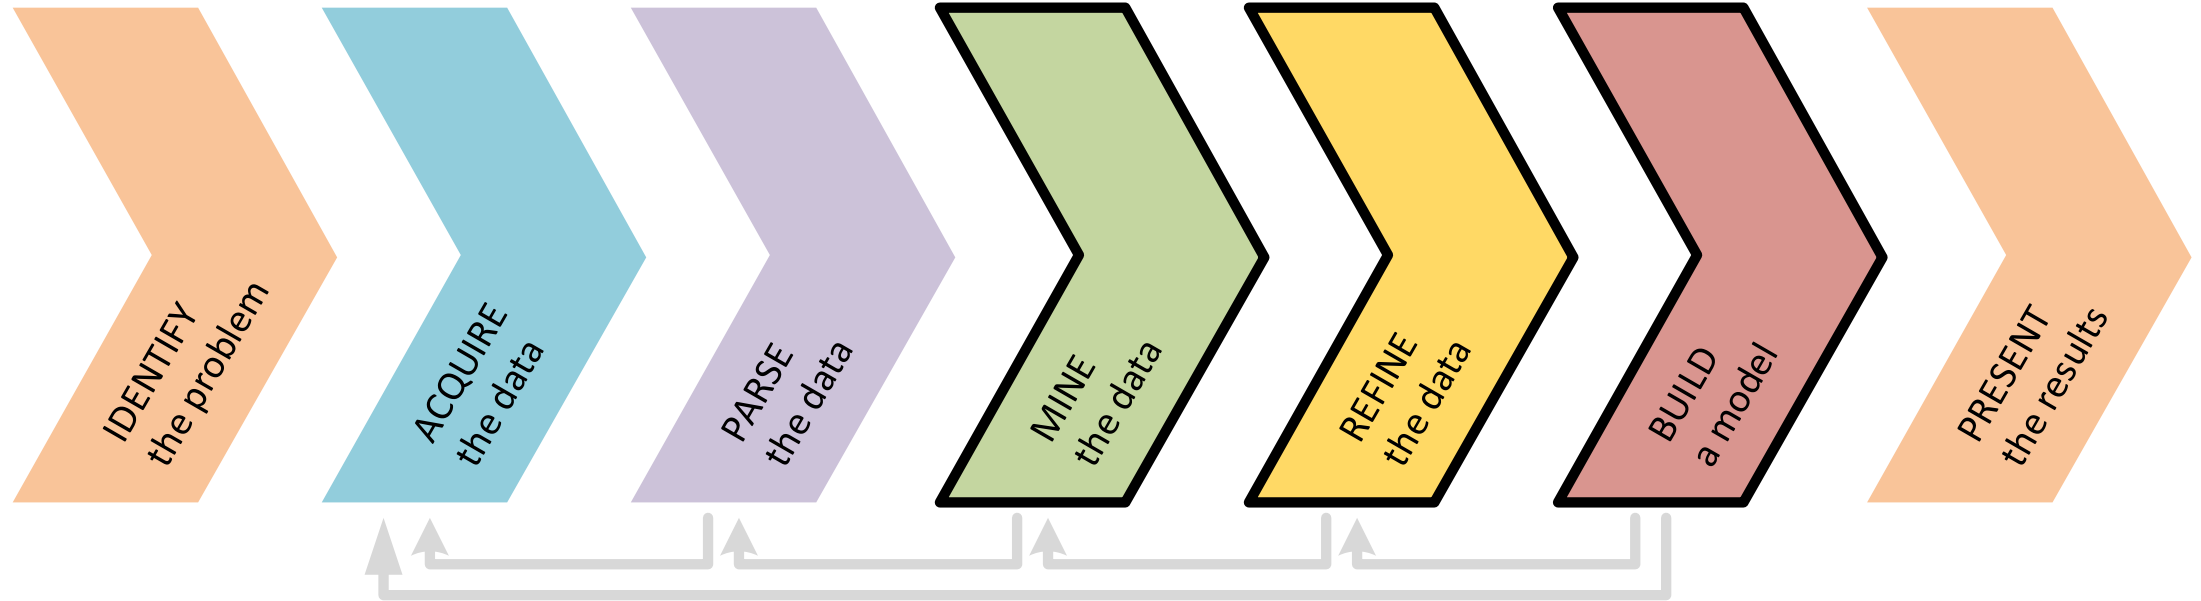 IDENTIFY
the problem
ACQUIRE
the data
PARSE
the data
MINE
the data
REFINE
the data
BUILD
a model
PRESENT
the results